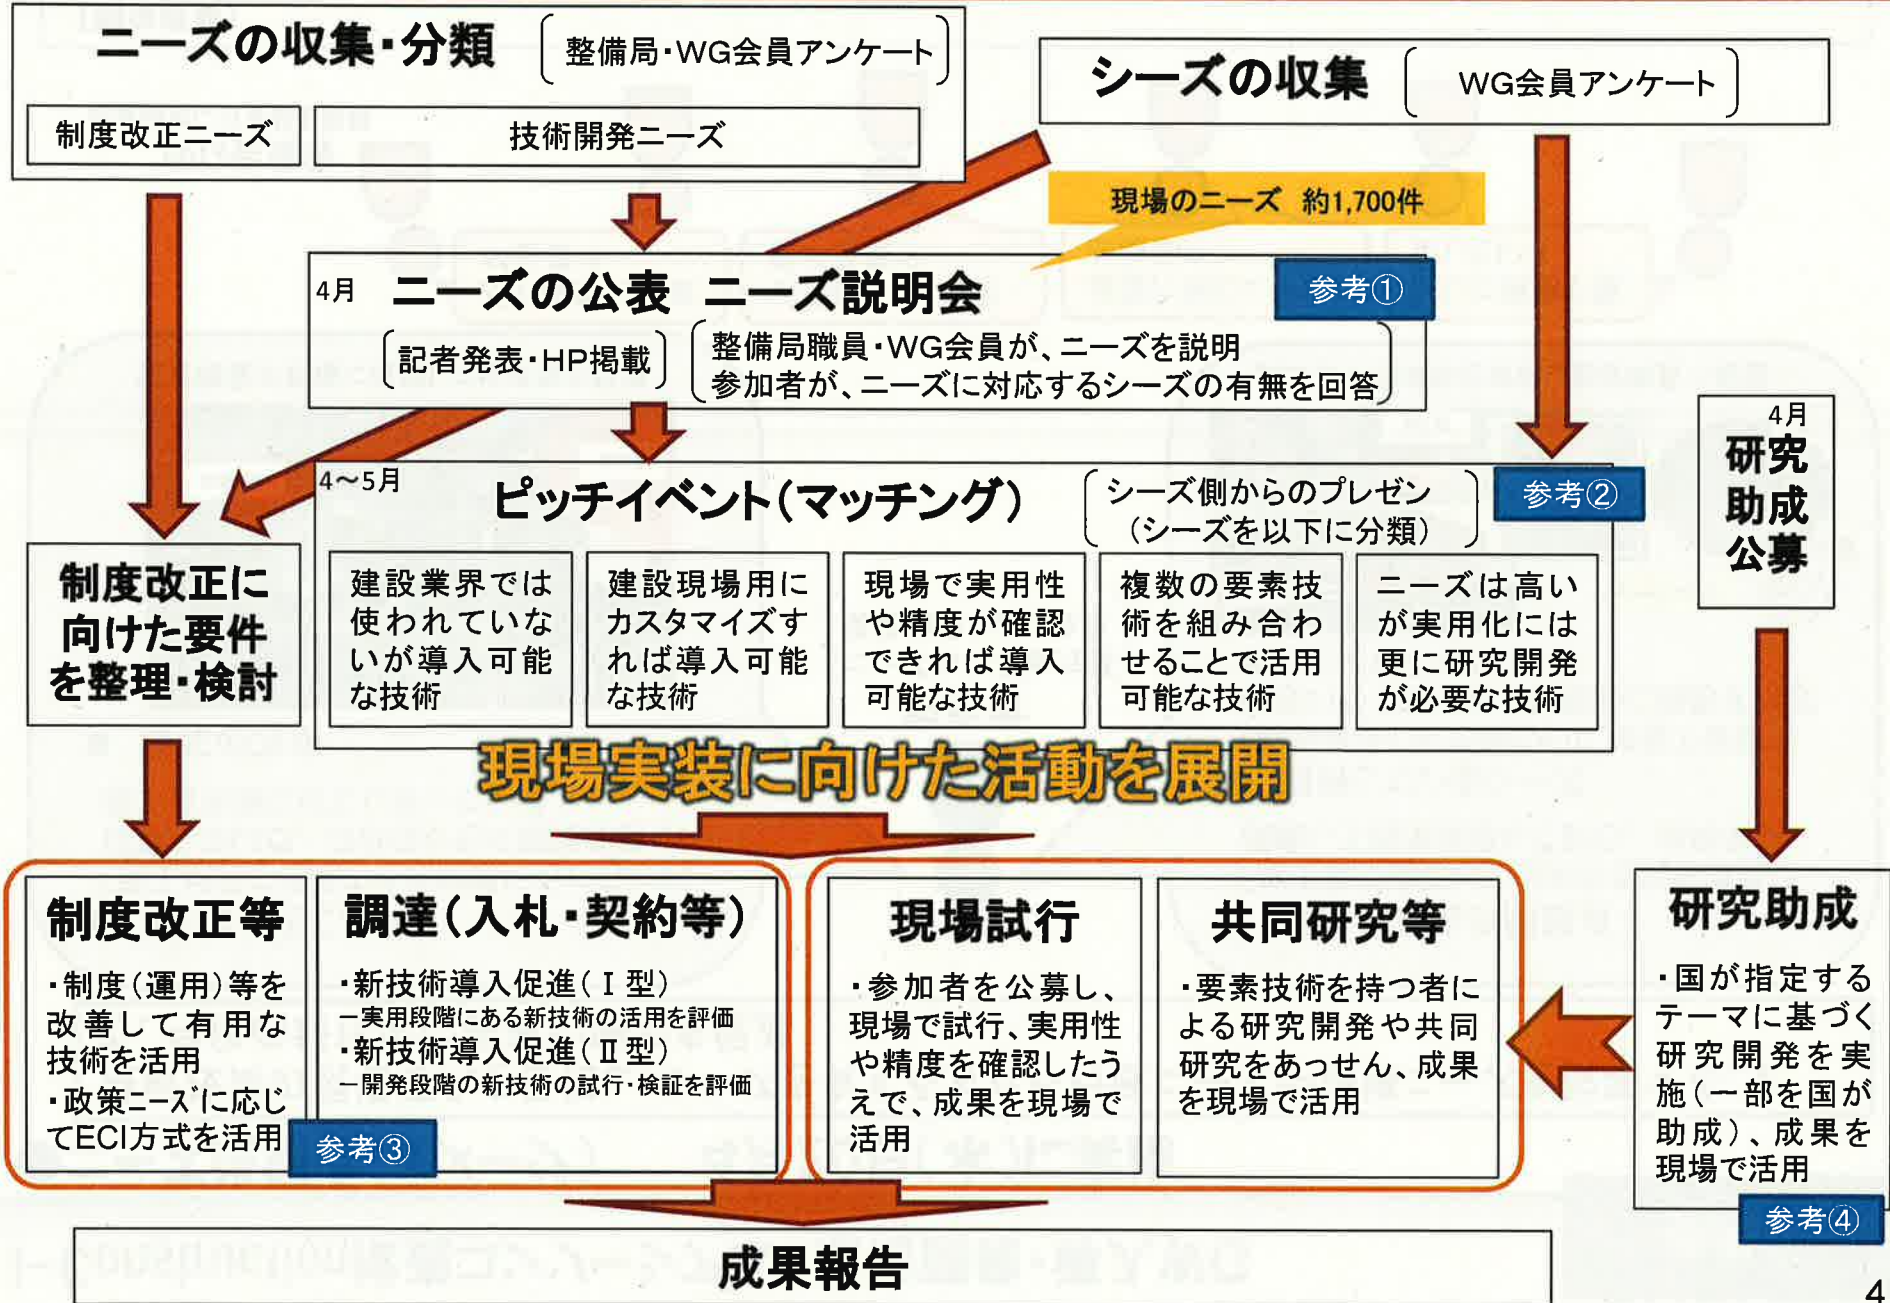 ニーズの収集・分類
整備局・WG会員アンケート
制度改正ニーズ
技術開発ニーズ
シーズの収集
WG会員アンケート
現場のニーズ 約1,700件
4月
ニーズの公表 ニーズ説明会
参考①
記者発表・HP掲載
整備局職員・WG会員が、ニーズを説明
参加者が、ニーズに対応するシーズの有無を回答
4月
研究
助成
公募
4～5月
ピッチイベント(マッチング)
シーズ側からのプレゼン
(シーズを以下に分類)
参考②
制度改正に
向けた要件
を整理・検討
建設業界では
使われていな
いが導入可能
な技術
建設現場用に
カスタマイズす
れば導入可能
な技術
現場で実用性
や精度が確認
できれば導入
可能な技術
複数の要素技
術を組み合わ
せることで活用
可能な技術
ニーズは高い
が実用化には
更に研究開発
が必要な技術
現場実装に向けた活動を展開
制度改正等
・制度(運用)等を
改善して有用な
技術を活用
・政策ニーズに応じ
てECI方式を活用
調達(入札・契約等)
・新技術導入促進(Ⅰ型)
－実用段階にある新技術の活用を評価
・新技術導入促進(Ⅱ型)
－開発段階の新技術の試行・検証を評価
参考③
現場試行
・参加者を公募し、
現場で試行、実用性
や精度を確認したう
えで、成果を現場で
活用
共同研究等
・要素技術を持つ者に
よる研究開発や共同
研究をあっせん、成果
を現場で活用
研究助成
・国が指定する
テーマに基づく
研究開発を実
施(一部を国が
助成)、成果を
現場で活用
参考④
成果報告
4